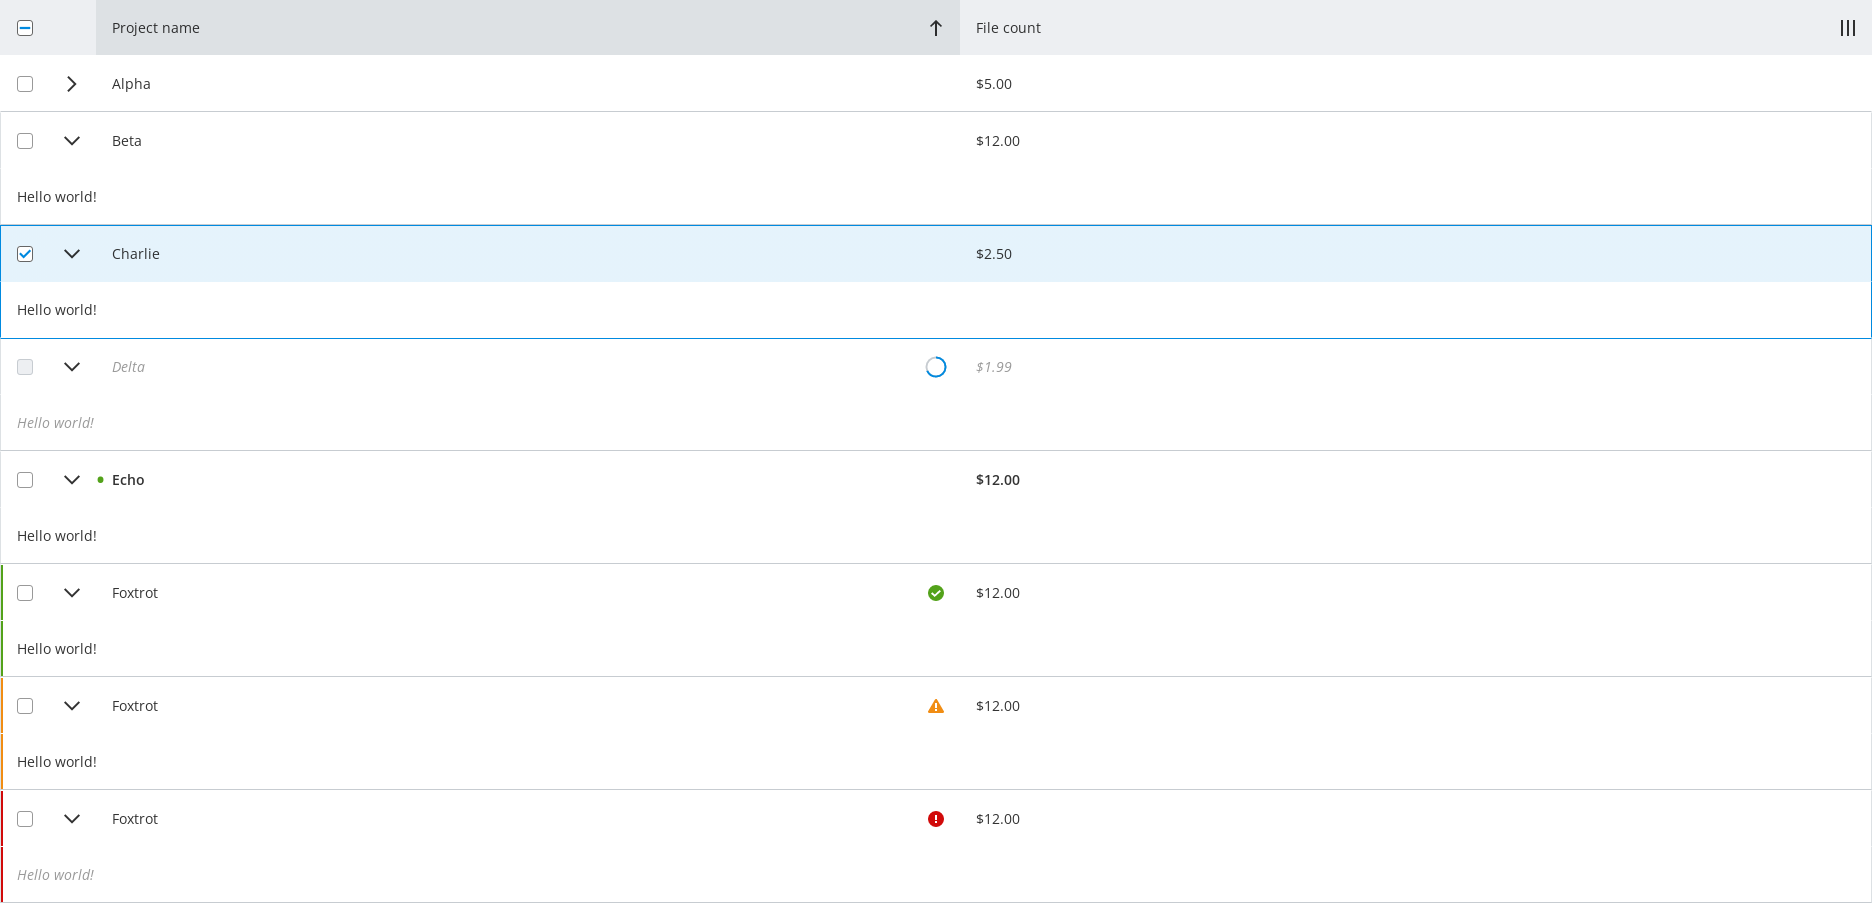 Project name File count
Alpha $5.00
Beta $12.00
Hello world!
Charlie $2.50
Hello world!
Delta $1.99
Hello world!
Echo $12.00
Hello world!
Foxtrot $12.00
Hello world!
Foxtrot $12.00
Hello world!
Foxtrot $12.00
Hello world!